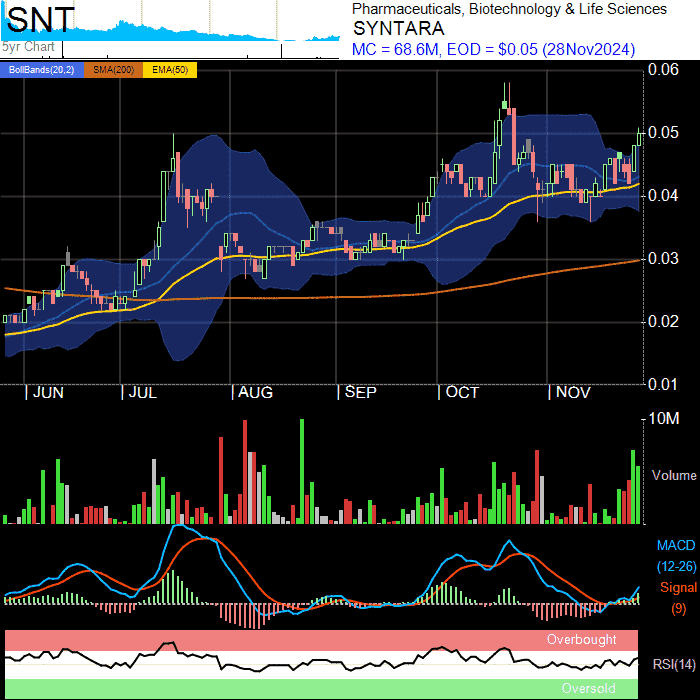 SNT
5yr Chart
Pharmaceuticals, Biotechnology & Life Sciences
SYNTARA
MC = 68.6M, EOD = $0.05 (28Nov2024)
BollBands(20,2) SMA(200) EMA(50)
0.06
0.05
0.04
0.03
0.02
0.01
JUN JUL AUG SEP OCT NOV
10M
Volume
MACD
(12-26)
Signal
(9)
Overbought
RSI(14)
Oversold